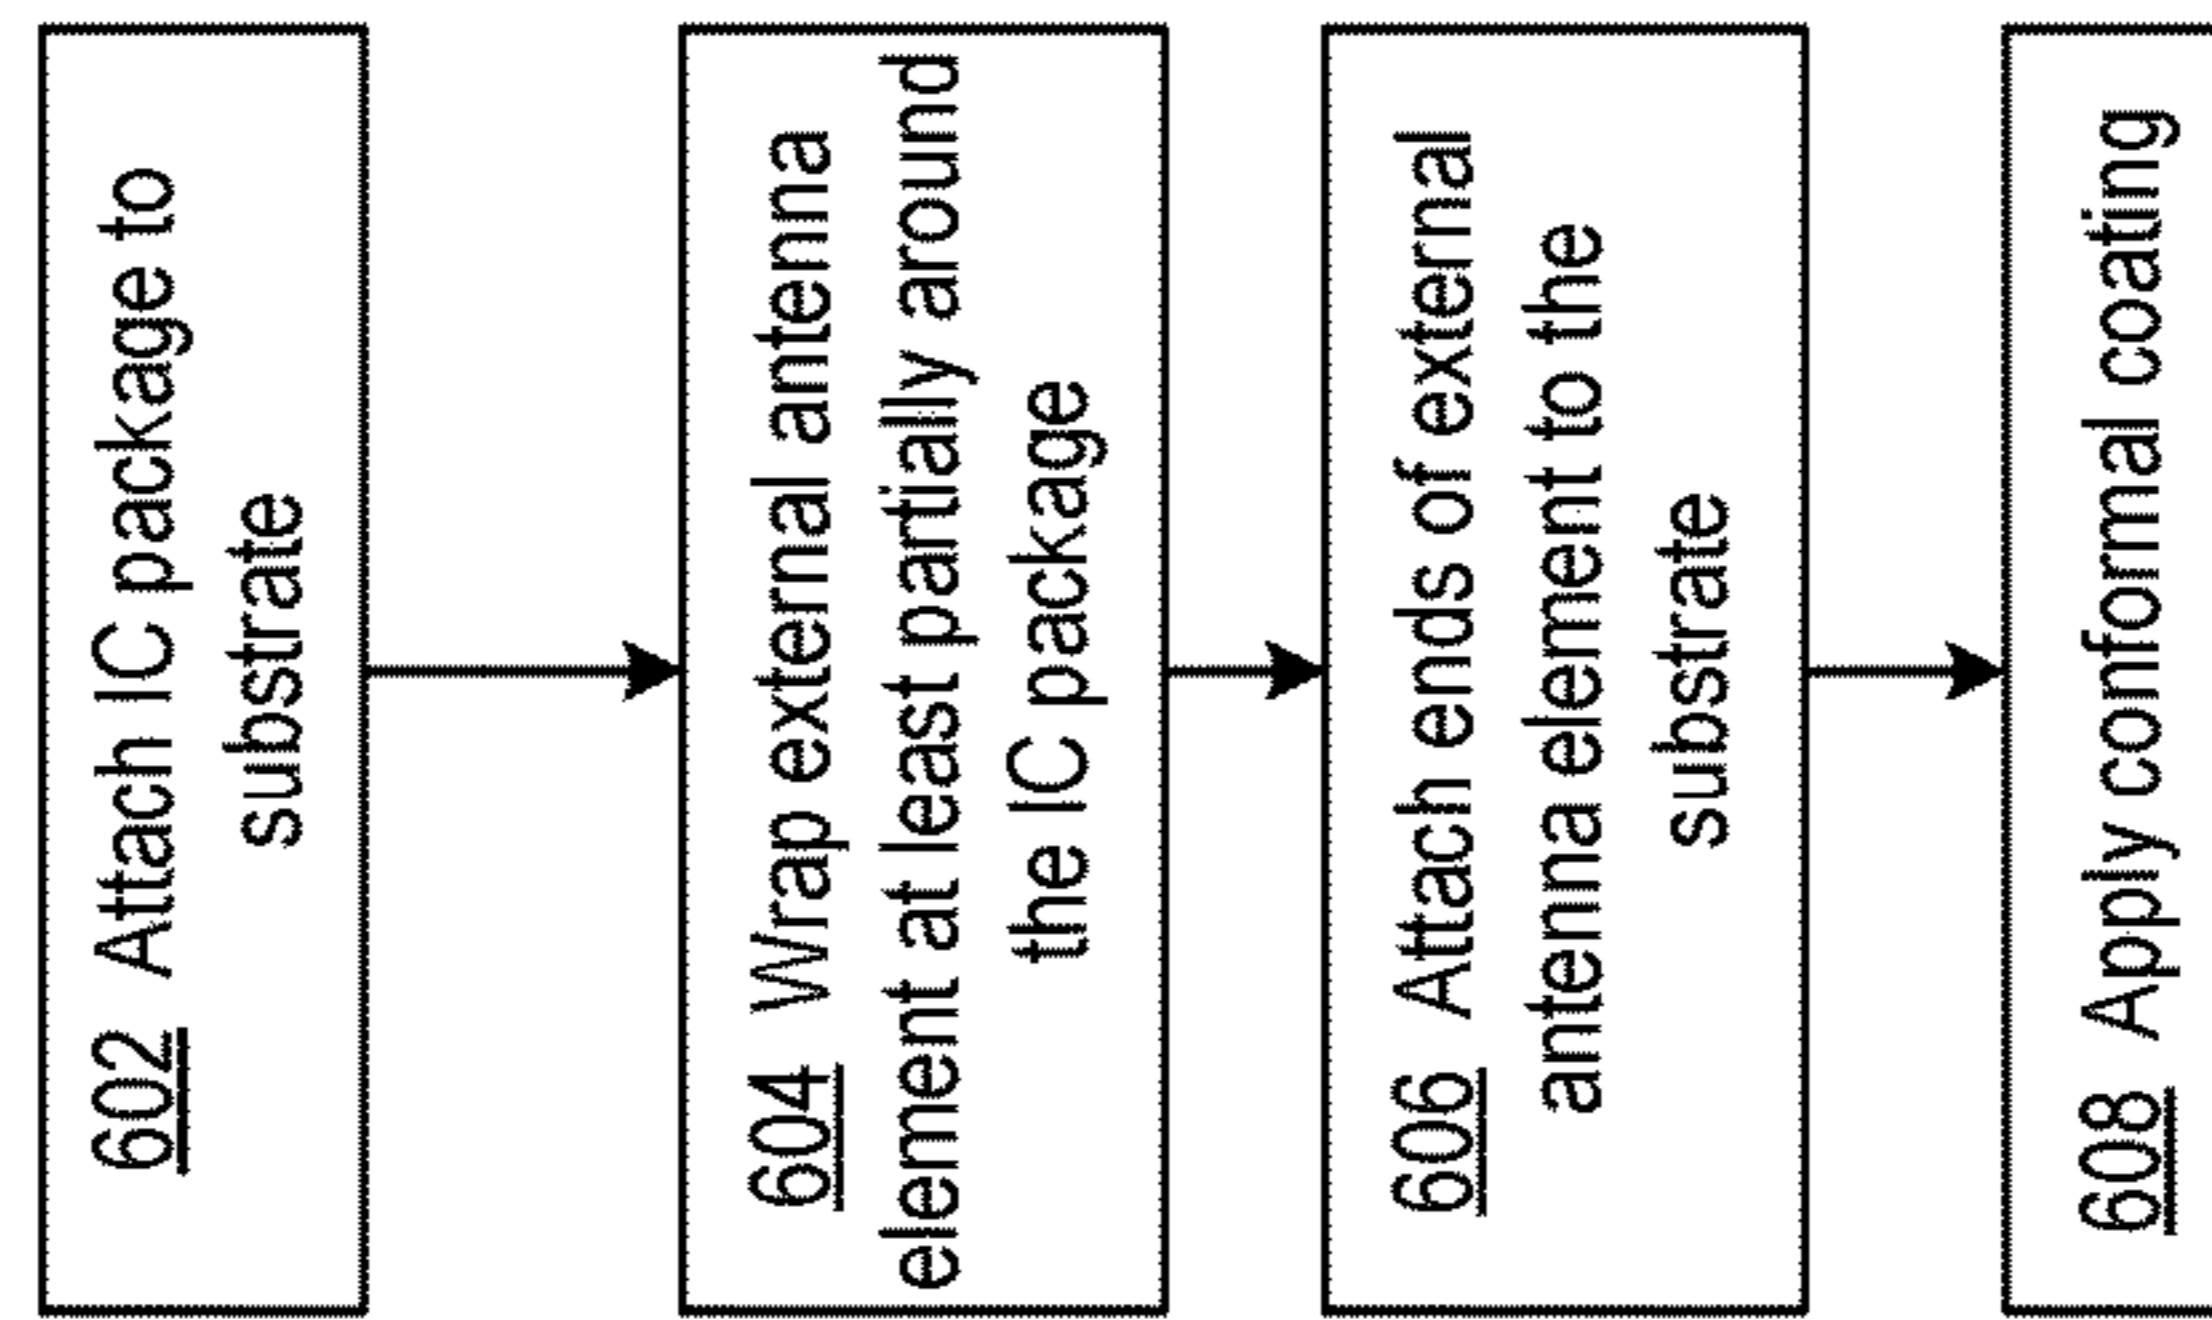 602 Attach IC package to
substrate
604 Wrap external antenna
element at least partially around
the IC package
606 Attach ends of external
antenna element to the
substrate
608 Apply conformal coating